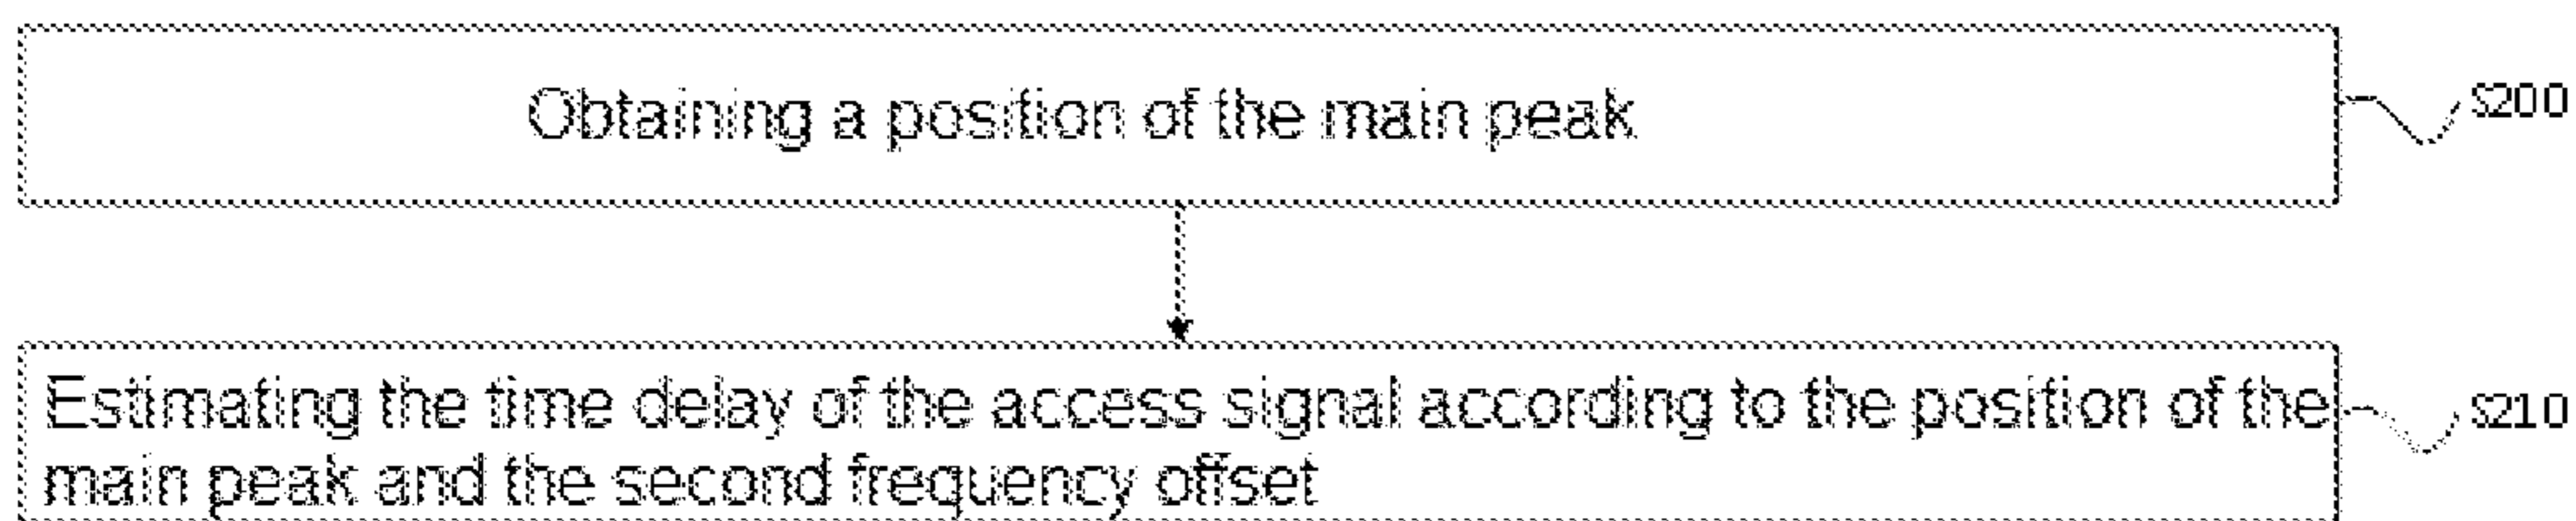 Obtaining a position of the main peak
S200
Estimating the time delay of the access signal according to the position of the
main peak and the second frequency offset
S210